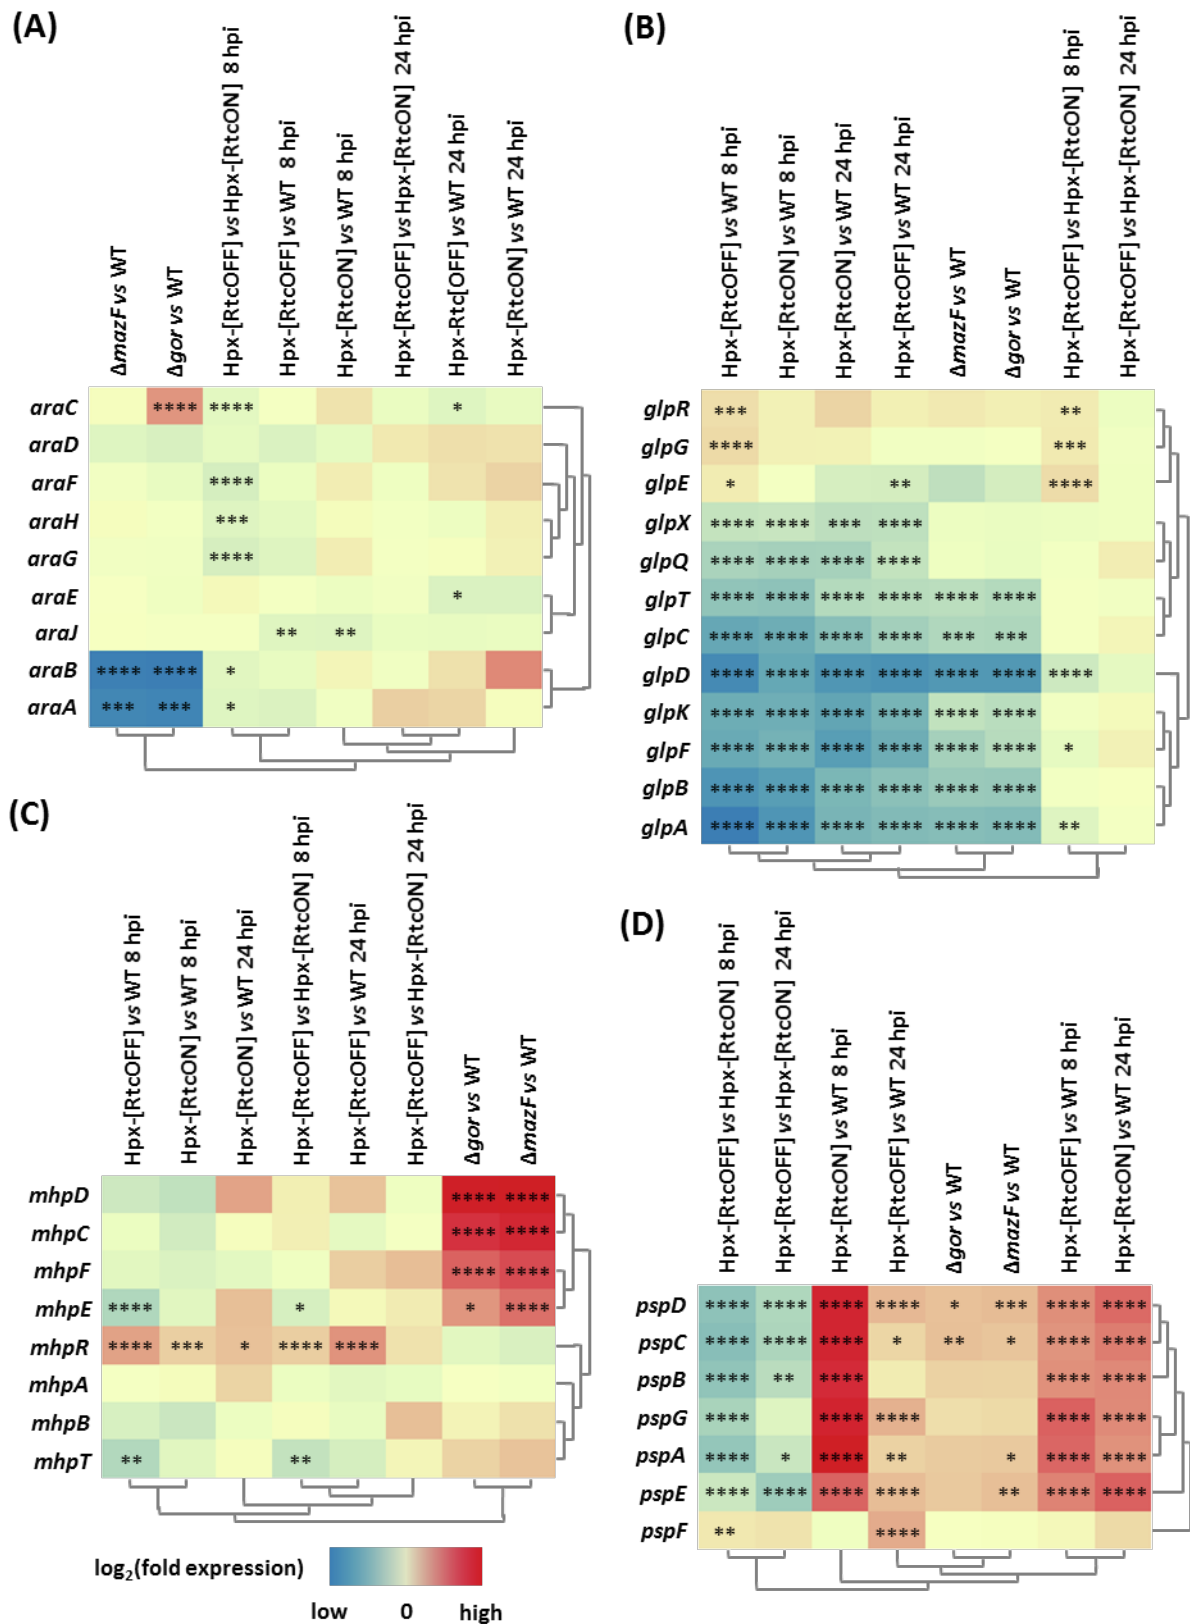 (A)
ΔmazF vs WT
Δgor vs WT
Hpx-[RtcOFF] vs Hpx-[RtcON] 8 hpi
Hpx-[RtcOFF] vs WT 8 hpi
Hpx-[RtcON] vs WT 8 hpi
Hpx-[RtcOFF] vs Hpx-[RtcON] 24 hpi
Hpx-Rtc[OFF] vs WT 24 hpi
Hpx-[RtcON] vs WT 24 hpi
araC **** **** *
araD
araF ****
araH ***
araG ****
araE *
araJ ** **
araB **** **** *
araA *** *** *
(B)
Hpx-[RtcOFF] vs WT 8 hpi
Hpx-[RtcON] vs WT 8 hpi
Hpx-[RtcON] vs WT 24 hpi
Hpx-[RtcOFF] vs WT 24 hpi
ΔmazF vs WT
Δgor vs WT
Hpx-[RtcOFF] vs Hpx-[RtcON] 8 hpi
Hpx-[RtcOFF] vs Hpx-[RtcON] 24 hpi
glpR *** **
glpG **** ***
glpE * ** ****
glpX **** **** *** ****
glpQ **** **** **** ****
glpT **** **** **** **** **** ****
glpC **** **** **** **** *** ***
glpD **** **** **** **** **** **** ****
glpK **** **** **** **** **** ****
glpF **** **** **** **** **** **** *
glpB **** **** **** **** **** ****
glpA **** **** **** **** **** **** **
(C)
Hpx-[RtcOFF] vs WT 8 hpi
Hpx-[RtcON] vs WT 8 hpi
Hpx-[RtcON] vs WT 24 hpi
Hpx-[RtcOFF] vs Hpx-[RtcON] 8 hpi
Hpx-[RtcOFF] vs WT 24 hpi
Hpx-[RtcOFF] vs Hpx-[RtcON] 24 hpi
Δgor vs WT
ΔmazF vs WT
mhpD **** ****
mhpC **** ****
mhpF **** ****
mhpE **** * * ****
mhpR **** *** * **** ****
mhpA
mhpB
mhpT ** **
log2(fold expression)
low 0 high
(D)
Hpx-[RtcOFF] vs Hpx-[RtcON] 8 hpi
Hpx-[RtcOFF] vs Hpx-[RtcON] 24 hpi
Hpx-[RtcON] vs WT 8 hpi
Hpx-[RtcOFF] vs WT 24 hpi
Δgor vs WT
ΔmazF vs WT
Hpx-[RtcOFF] vs WT 8 hpi
Hpx-[RtcON] vs WT 24 hpi
pspD **** **** **** **** * *** **** ****
pspC **** **** **** * ** * **** ****
pspB **** ** **** **** ****
pspG **** **** **** **** ****
pspA **** * **** ** * **** ****
pspE **** **** **** **** ** **** ****
pspF ** ****